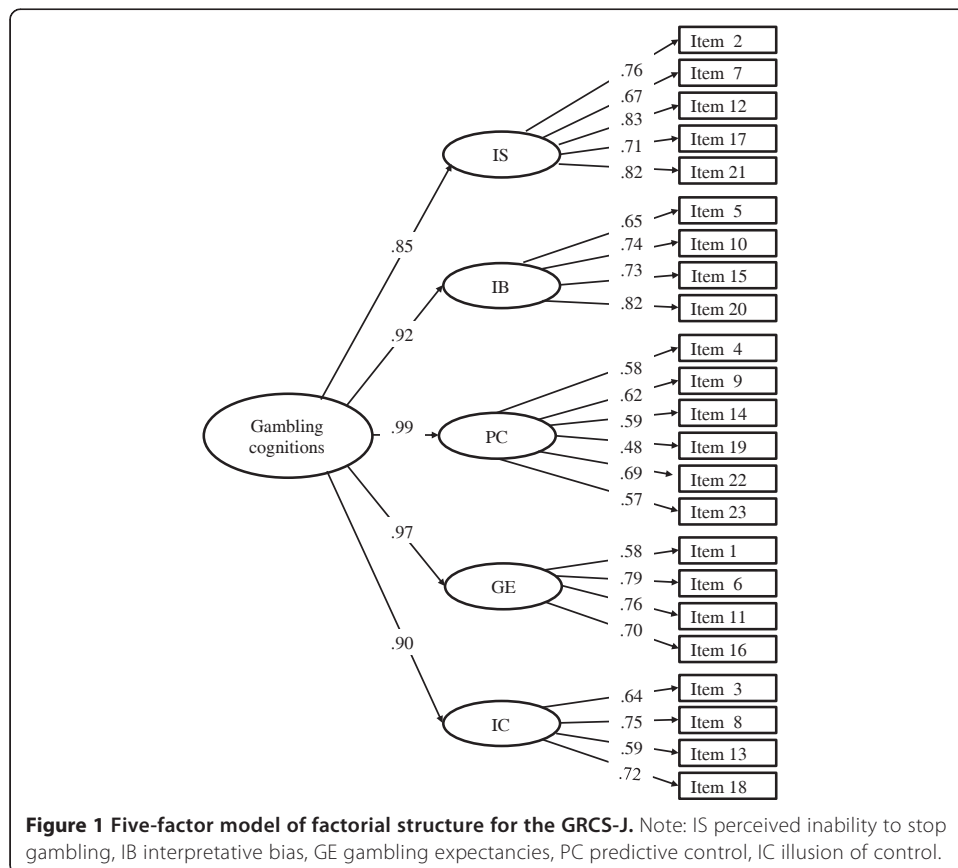 Item 2
.76
Item 7
.67
Item 12
.83
IS
Item 17
.71
Item 21
.82
.85
Item 5
.65
Item 10
.74
IB
Item 15
.73
Item 20
.82
.92
Item 4
.58
Item 9
.62
Item 14
.59
Gambling
cognitions
.99
PC
Item 19
.48
Item 22
.69
Item 23
.57
.97
Item 1
.58
GE
Item 6
.79
Item 11
.76
Item 16
.70
.90
Item 3
.64
IC
Item 8
.75
Item 13
.59
Item 18
.72
Figure 1 Five-factor model of factorial structure for the GRCS-J. Note: IS perceived inability to stop
gambling, IB interpretative bias, GE gambling expectancies, PC predictive control, IC illusion of control.